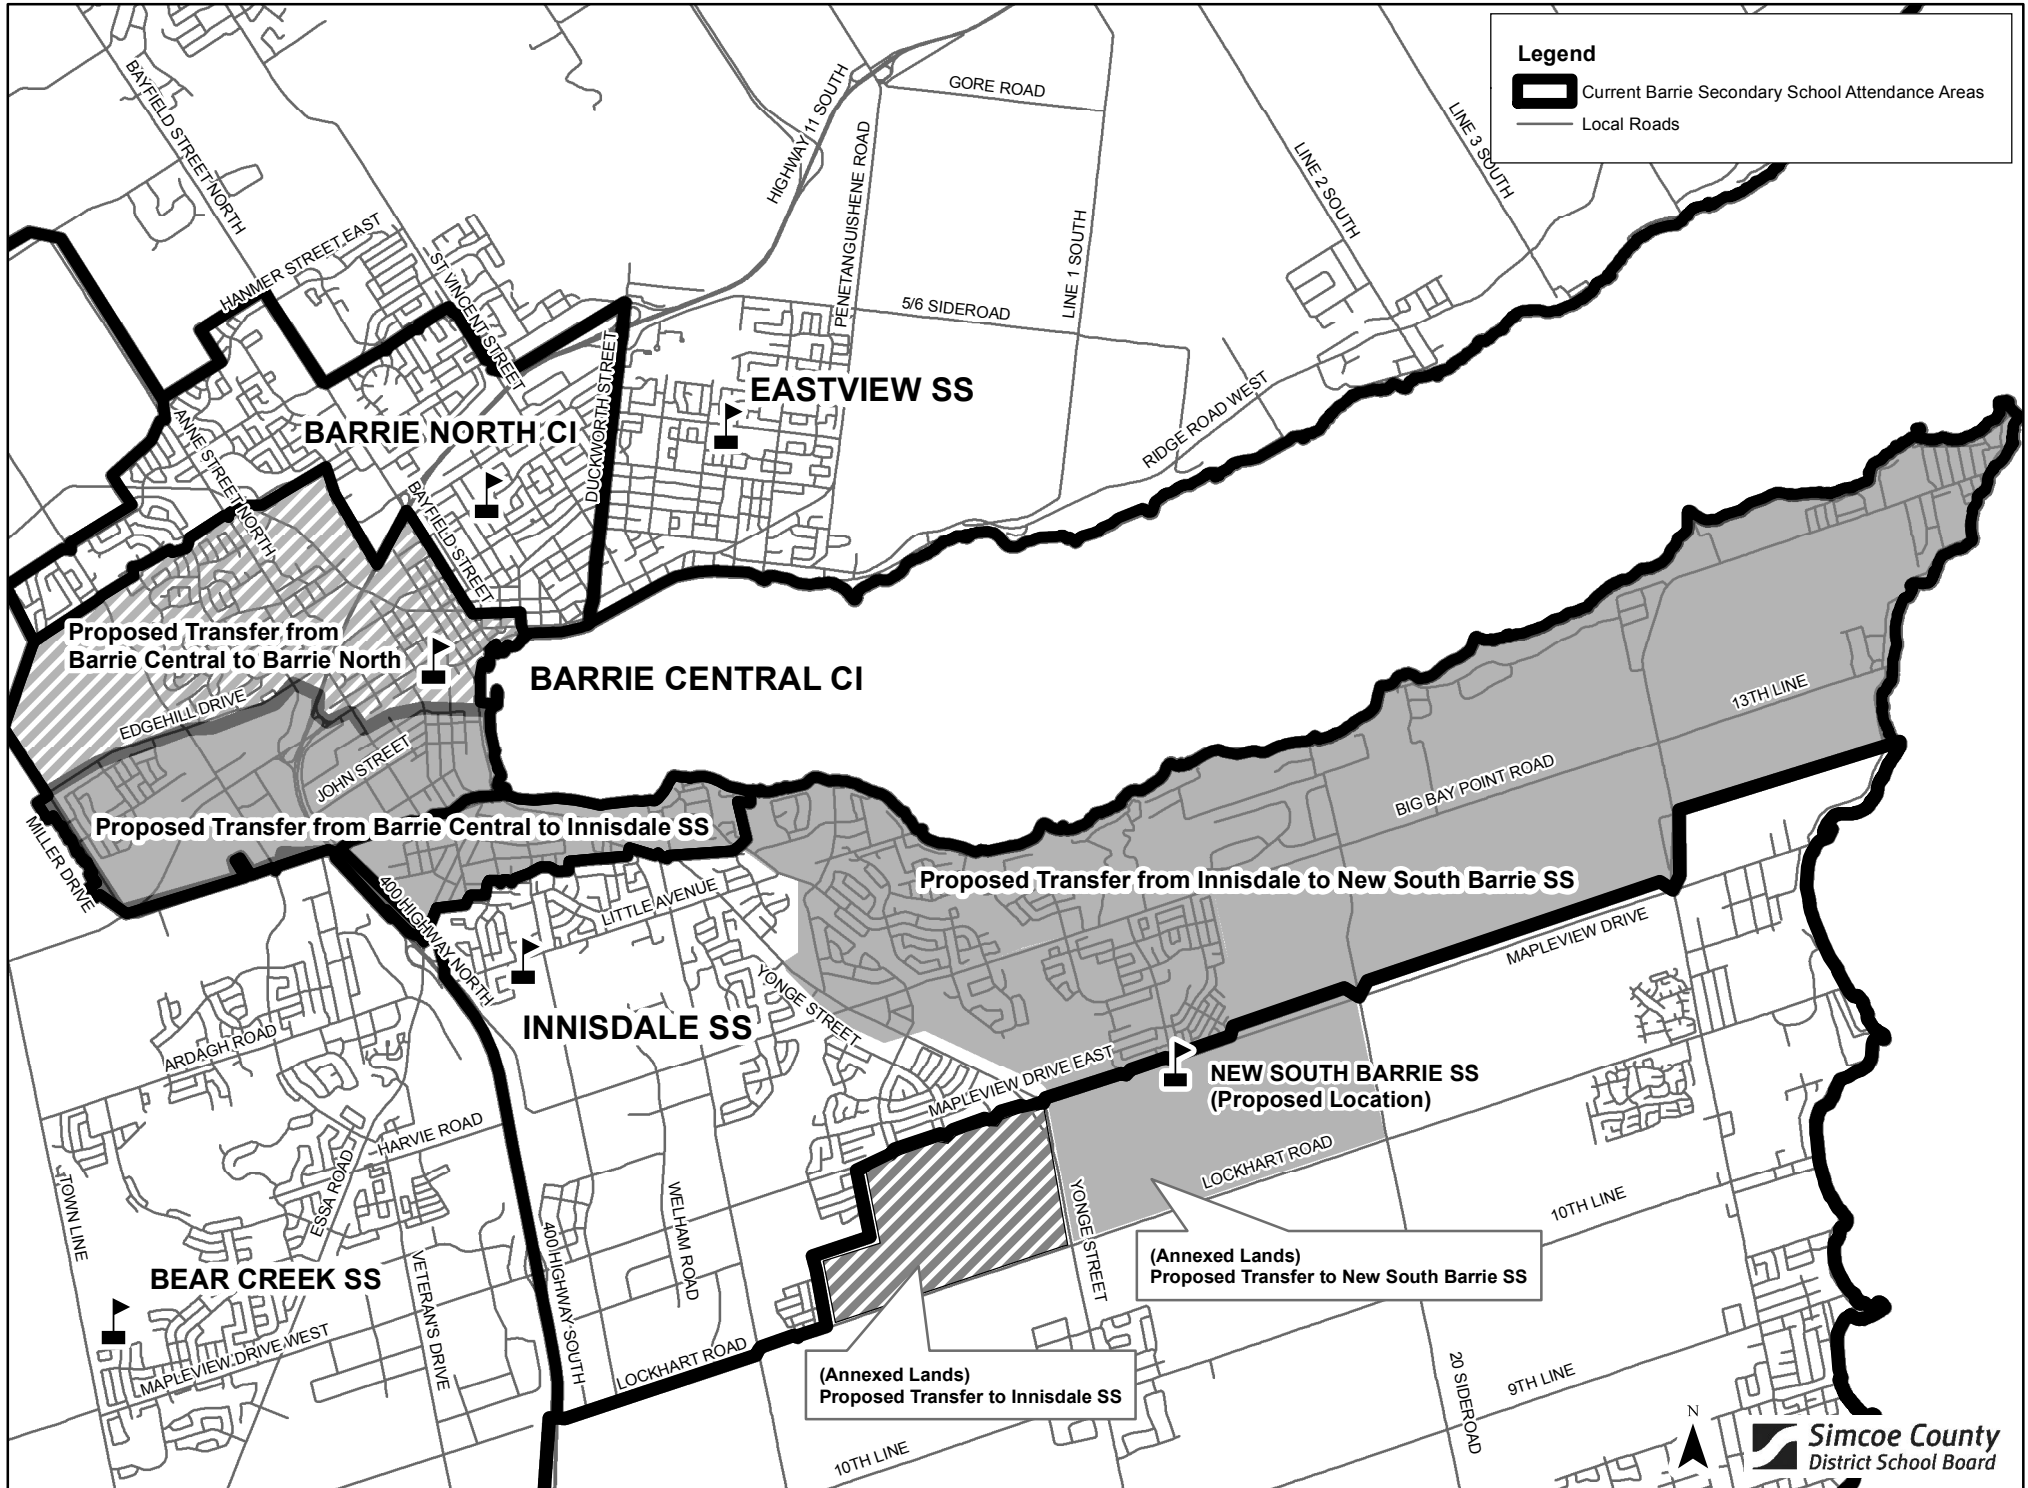 Legend
Current Barrie Secondary School Attendance Areas
Local Roads
BAYFIELD STREET NORTH
HIGHWAY 11 SOUTH
GORE ROAD
PENETANGUISHENE ROAD
LINE 1 SOUTH
LINE 2 SOUTH
LINE 3 SOUTH
HANMER STREET EAST
ST VINCENT STREET
5/6 SIDEROAD
DUCKWORTH STREET
EASTVIEW SS
RIDGE ROAD WEST
ANNE STREET NORTH
BARRIE NORTH CI
BAYFIELD STREET
Proposed Transfer from
Barrie Central to Barrie North
BARRIE CENTRAL CI
EDGEHILL DRIVE
JOHN STREET
13TH LINE
BIG BAY POINT ROAD
MILLER DRIVE
Proposed Transfer from Barrie Central to Innisdale SS
Proposed Transfer from Innisdale to New South Barrie SS
400 HIGHWAY NORTH
LITTLE AVENUE
MAPLEVIEW DRIVE
YONGE STREET
INNISDALE SS
ARDAGH ROAD
MAPLEVIEW DRIVE EAST
NEW SOUTH BARRIE SS
(Proposed Location)
HARVIE ROAD
ESSA ROAD
LOCKHART ROAD
TOWN LINE
WELHAM ROAD
YONGE STREET
10TH LINE
400 HIGHWAY SOUTH
VETERAN'S DRIVE
(Annexed Lands)
Proposed Transfer to New South Barrie SS
BEAR CREEK SS
MAPLEVIEW DRIVE WEST
LOCKHART ROAD
(Annexed Lands)
Proposed Transfer to Innisdale SS
20 SIDEROAD
9TH LINE
10TH LINE
N
Simcoe County
District School Board